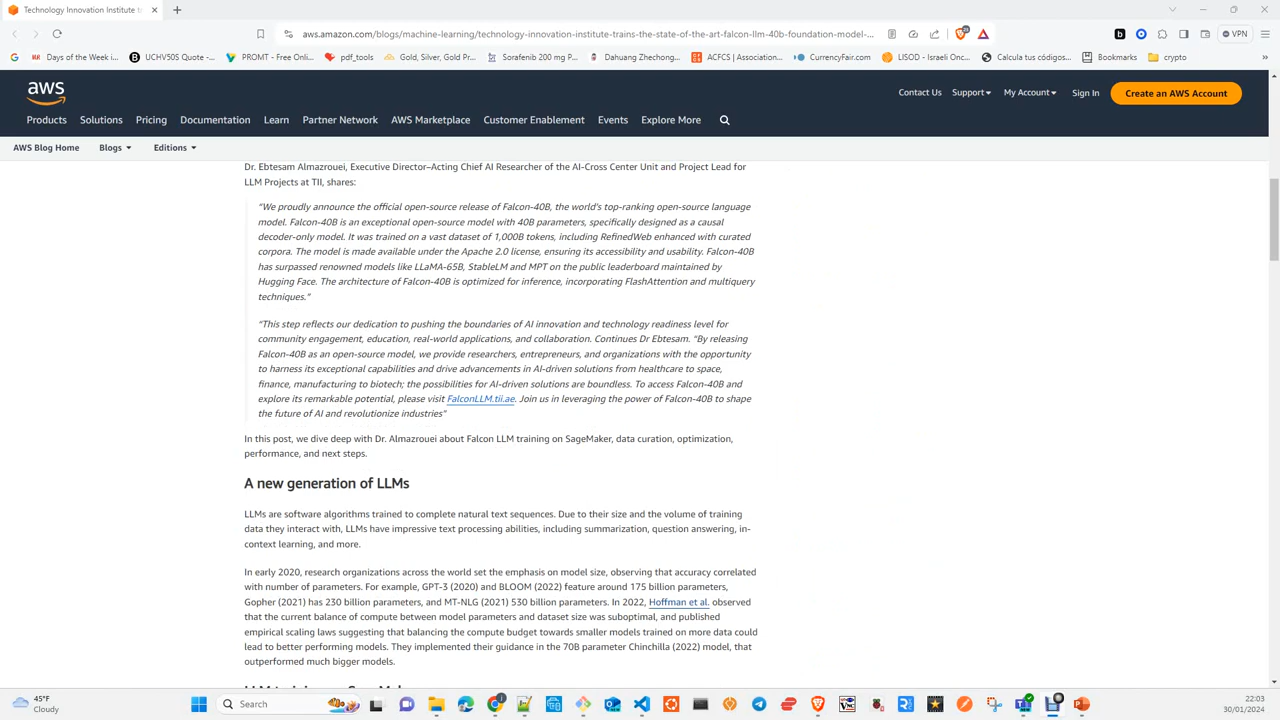 Technology Innovation Institute t
aws.amazon.com/blogs/machine-learning/technology-innovation-institute-trains-the-state-of-the-art-falcon-llm-40b-foundation-model-...
VPN
Days of the Week i...
UCHV50S Quote -...
PROMT - Free Onli...
pdf_tools
Gold, Silver, Gold Pr...
Sorafenib 200 mg P...
Dahuang Zhechong...
ACFCS | Association...
CurrencyFair.com
LISOD - Israeli Onc...
Calcula tus códigos...
Bookmarks
crypto
aws
Contact Us
Support
My Account
Sign In
Create an AWS Account
Products
Solutions
Pricing
Documentation
Learn
Partner Network
AWS Marketplace
Customer Enablement
Events
Explore More
AWS Blog Home
Blogs
Editions
Dr. Ebtesam Almazrouei, Executive Director–Acting Chief AI Researcher of the AI-Cross Center Unit and Project Lead for
LLM Projects at TII, shares:
“We proudly announce the official open-source release of Falcon-40B, the world’s top-ranking open-source language
model. Falcon-40B is an exceptional open-source model with 40B parameters, specifically designed as a causal
decoder-only model. It was trained on a vast dataset of 1,000B tokens, including RefinedWeb enhanced with curated
corpora. The model is made available under the Apache 2.0 license, ensuring its accessibility and usability. Falcon-40B
has surpassed renowned models like LLaMA-65B, StableLM and MPT on the public leaderboard maintained by
Hugging Face. The architecture of Falcon-40B is optimized for inference, incorporating FlashAttention and multiquery
techniques.”
“This step reflects our dedication to pushing the boundaries of AI innovation and technology readiness level for
community engagement, education, real-world applications, and collaboration. Continues Dr Ebtesam. “By releasing
Falcon-40B as an open-source model, we provide researchers, entrepreneurs, and organizations with the opportunity
to harness its exceptional capabilities and drive advancements in AI-driven solutions from healthcare to space,
finance, manufacturing to biotech; the possibilities for AI-driven solutions are boundless. To access Falcon-40B and
explore its remarkable potential, please visit FalconLLM.tii.ae. Join us in leveraging the power of Falcon-40B to shape
the future of AI and revolutionize industries”
In this post, we dive deep with Dr. Almazrouei about Falcon LLM training on SageMaker, data curation, optimization,
performance, and next steps.
A new generation of LLMs
LLMs are software algorithms trained to complete natural text sequences. Due to their size and the volume of training
data they interact with, LLMs have impressive text processing abilities, including summarization, question answering, in-
context learning, and more.
In early 2020, research organizations across the world set the emphasis on model size, observing that accuracy correlated
with number of parameters. For example, GPT-3 (2020) and BLOOM (2022) feature around 175 billion parameters,
Gopher (2021) has 230 billion parameters, and MT-NLG (2021) 530 billion parameters. In 2022, Hoffman et al. observed
that the current balance of compute between model parameters and dataset size was suboptimal, and published
empirical scaling laws suggesting that balancing the compute budget towards smaller models trained on more data could
lead to better performing models. They implemented their guidance in the 70B parameter Chinchilla (2022) model, that
outperformed much bigger models.
45°F
Cloudy
Search
22:03
30/01/2024